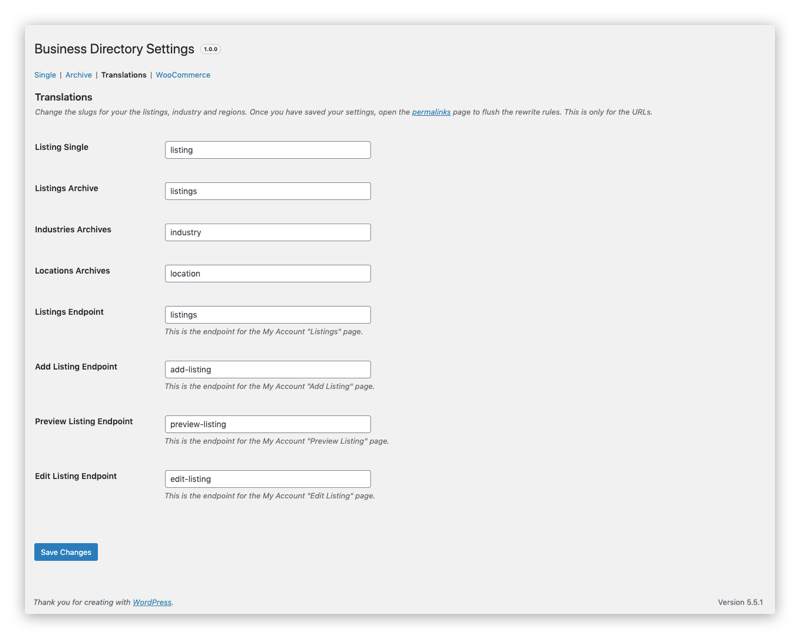 Business Directory Settings 1.0.0
Single | Archive | Translations | WooCommerce
Translations
Change the slugs for your the listings, industry and regions. Once you have saved your settings, open the permalinks page to flush the rewrite rules. This is only for the URLs.
Listing Single
listing
Listings Archive
listings
Industries Archives
industry
Locations Archives
location
Listings Endpoint
listings
This is the endpoint for the My Account "Listings" page.
Add Listing Endpoint
add-listing
This is the endpoint for the My Account "Add Listing" page.
Preview Listing Endpoint
preview-listing
This is the endpoint for the My Account "Preview Listing" page.
Edit Listing Endpoint
edit-listing
This is the endpoint for the My Account "Edit Listing" page.
Save Changes
Thank you for creating with WordPress. Version 5.5.1